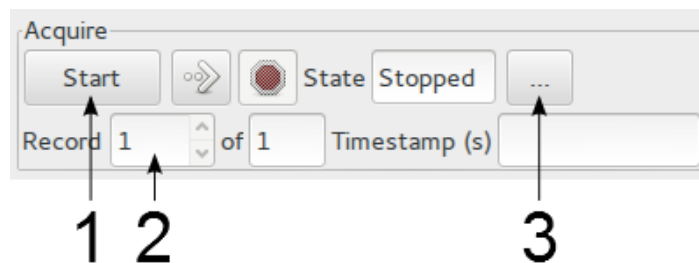 Acquire
Start State Stopped ...
Record 1 of 1 Timestamp (s)
1 2 3